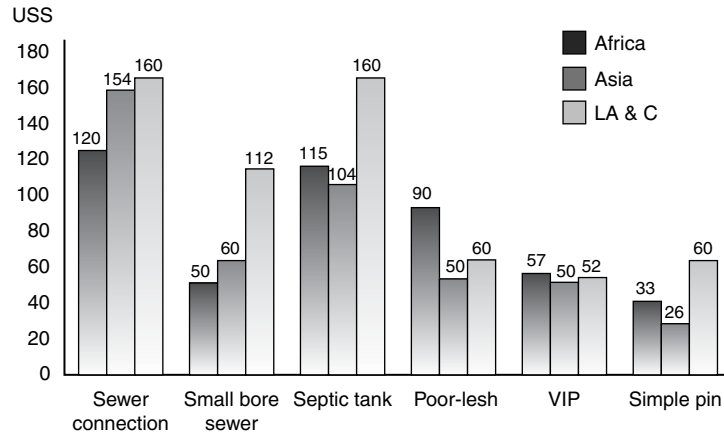 USS
180
160
140
120
100
80
60
40
20
0
120
154
160
50
60
112
115
104
160
90
50
60
57
50
52
33
26
60
Africa
Asia
LA & C
Sewer
connection
Small bore
sewer
Septic tank
Poor-lesh
VIP
Simple pin